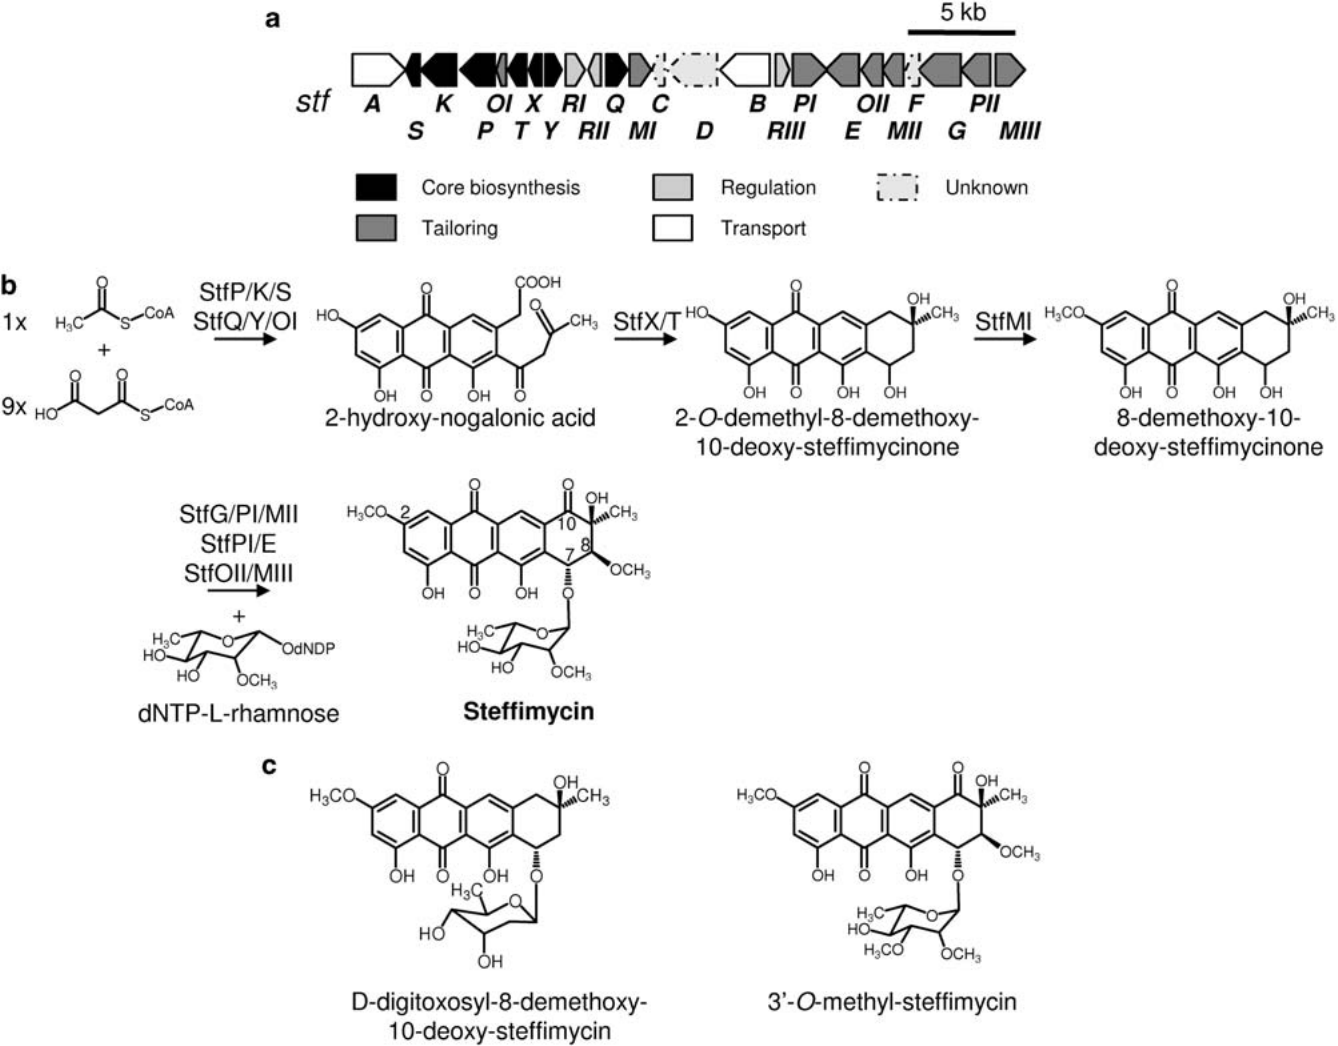 a
5 kb
stf
A K OI X RI Q C B PI OII F PII
S P T Y RII MI D RIII E MII G MIII
Core biosynthesis
Regulation
Unknown
Tailoring
Transport
b
1x
O
H₃C S CoA
+
9x
O O
HO S CoA
StfP/K/S
StfQ/Y/OI
COOH
O O
HO CH₃
OH O OH O
2-hydroxy-nogalonic acid
StfX/T
O OH
HO CH₃
OH O OH OH
2-O-demethyl-8-demethoxy-
10-deoxy-steffimycinone
StfMI
O OH
H₃CO CH₃
OH O OH OH
8-demethoxy-10-
deoxy-steffimycinone
StfG/PI/MII
StfPI/E
StfOII/MIII
+
H₃C O OdNDP
HO
HO OCH₃
dNTP-L-rhamnose
O O OH
H₃CO 2 10 CH₃
8
7 OCH₃
OH O OH O
H₃C O
HO
HO OCH₃
Steffimycin
c
O OH
H₃CO CH₃
OH O OH O
H₃C O
HO
OH
D-digitoxosyl-8-demethoxy-
10-deoxy-steffimycin
O O OH
H₃CO CH₃
OCH₃
OH O OH O
H₃C O
HO
H₃CO OCH₃
3'-O-methyl-steffimycin